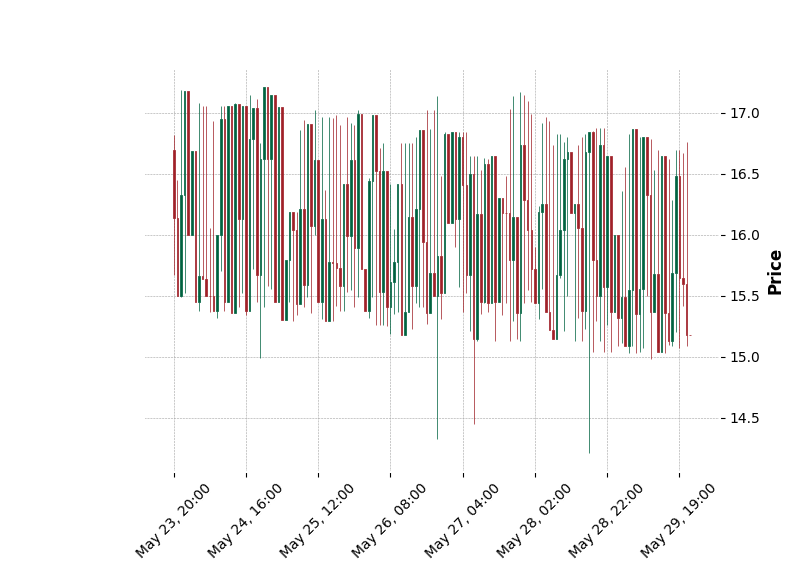 17.0
16.5
16.0
15.5
15.0
14.5
Price
May 23, 20:00
May 24, 16:00
May 25, 12:00
May 26, 08:00
May 27, 04:00
May 28, 02:00
May 28, 22:00
May 29, 19:00